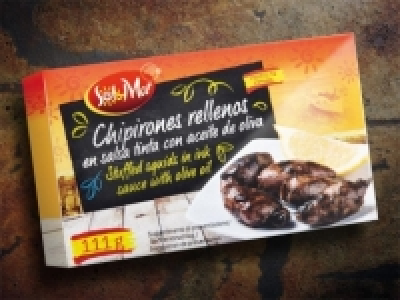 Sol&Mar
Chipirones rellenos
en salsa tinta con aceite de oliva
Stuffed squids in ink
sauce with olive oil
111 g